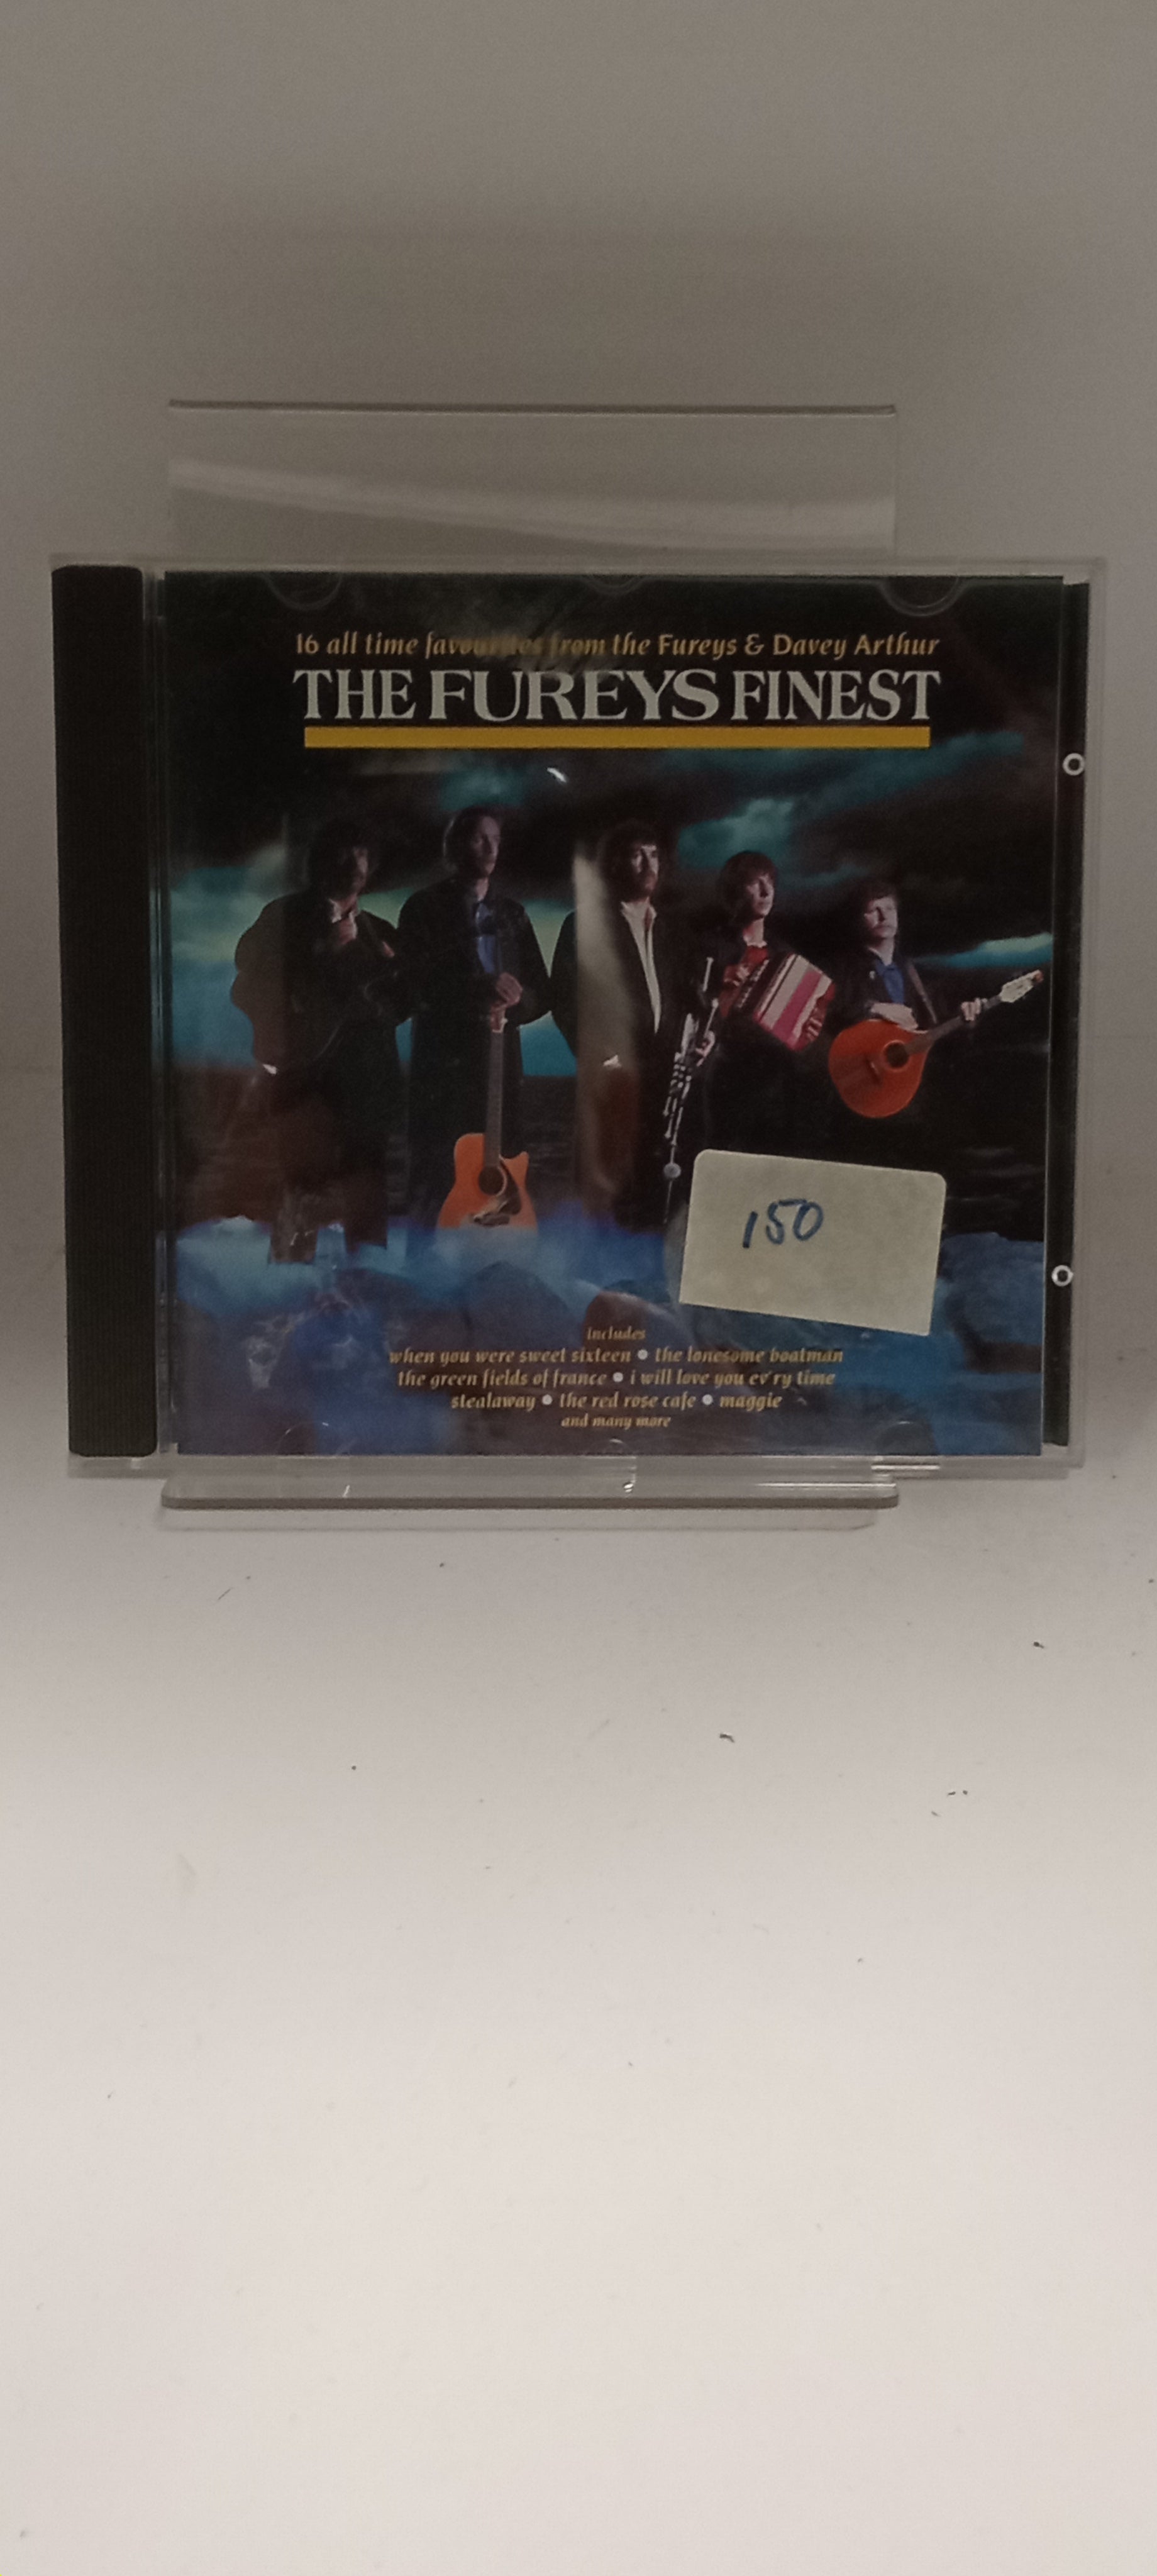 16 all time favourites from the Fureys & Davey Arthur
THE FUREYS FINEST
150
includes
when you were sweet sixteen • the lonesome boatman
the green fields of france • i will love you ev'ry time
stealaway • the red rose cafe • maggie
and many more